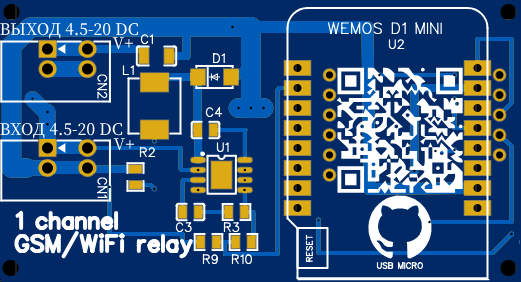 ВЫХОД 4.5-20 DC
V+
C1
L1
D1
CN2
WEMOS D1 MINI
U2
C4
ВХОД 4.5-20 DC
V+
R2
U1
CN1
C3
R3
1 channel
GSM/WiFi relay
R9
R10
RESET
USB MICRO